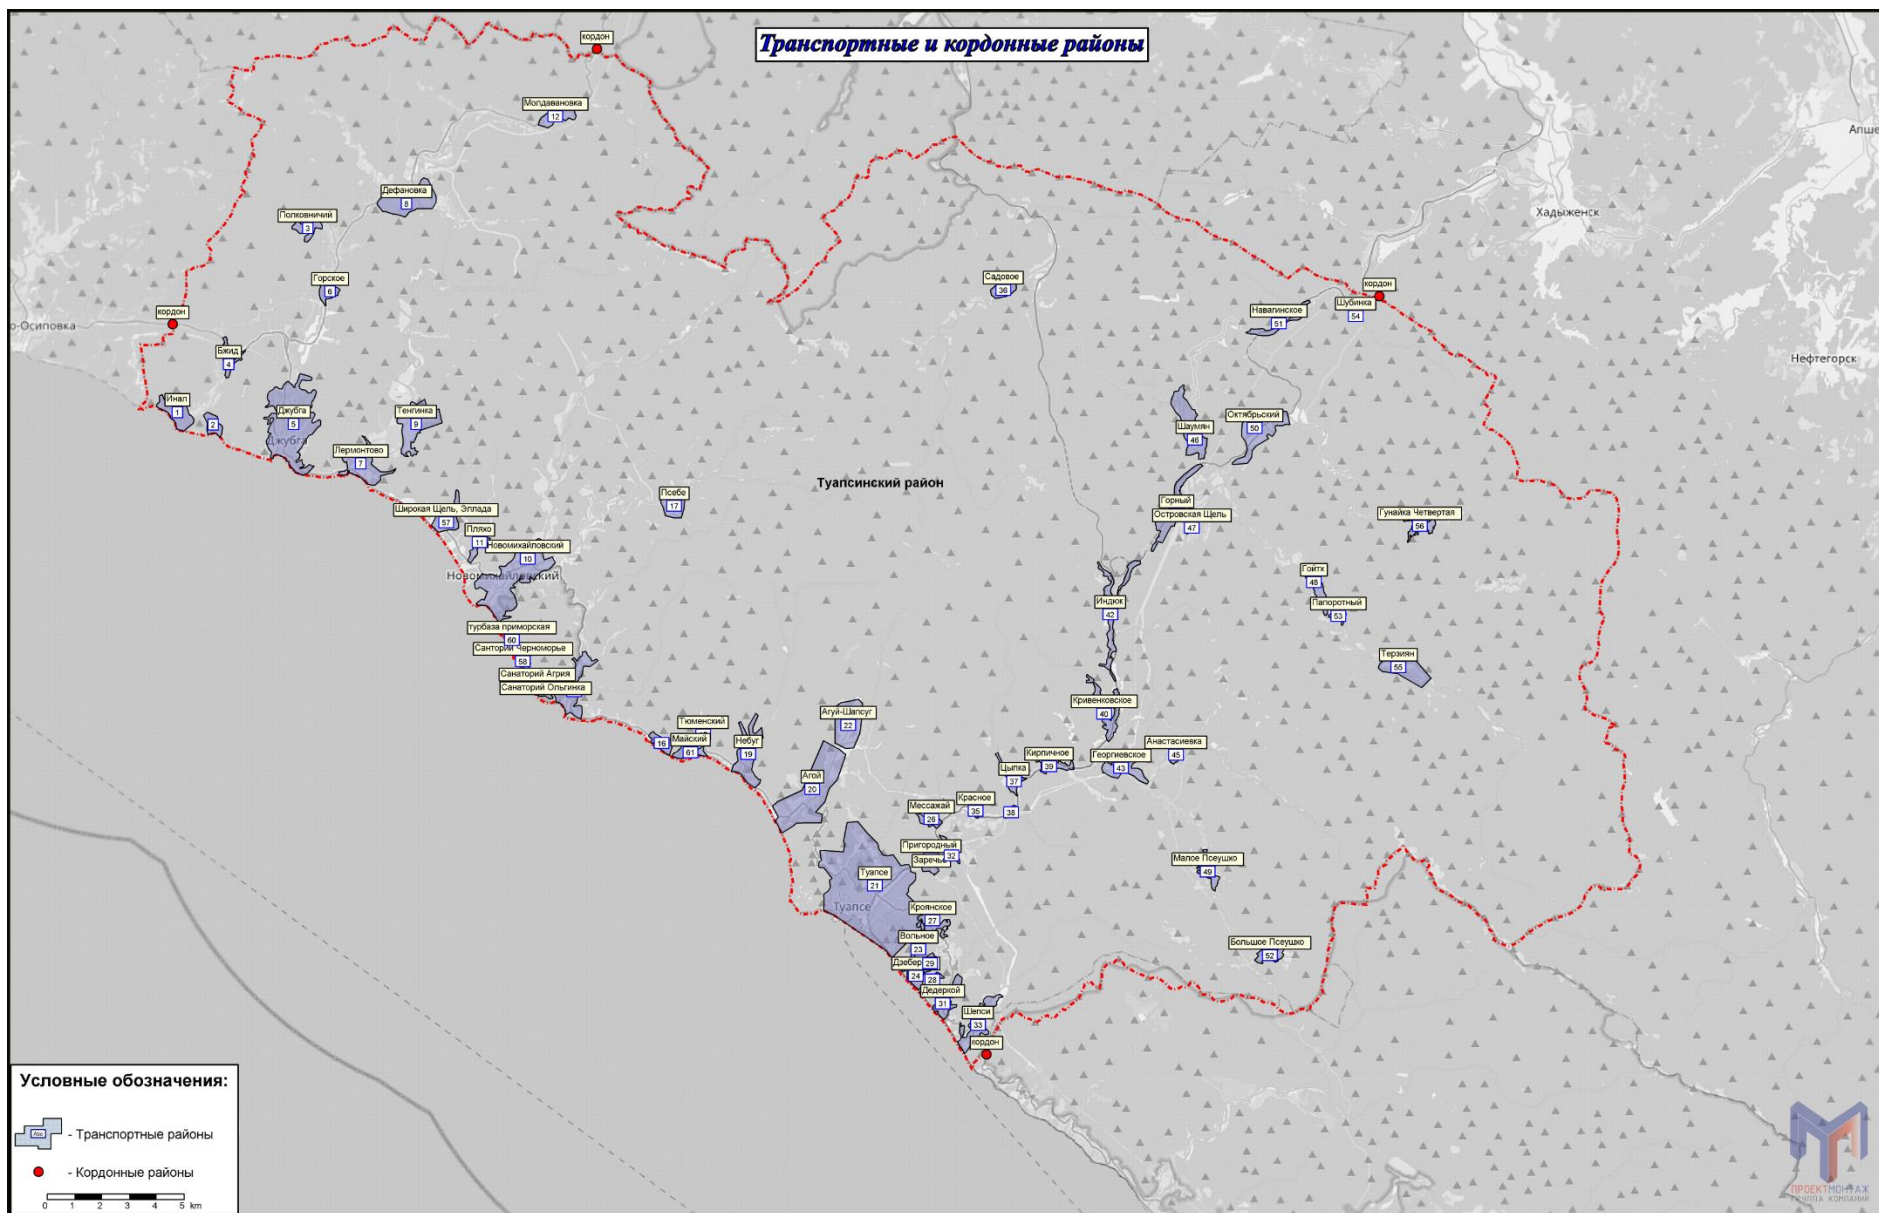 Транспортные и кордонные районы
кордон
Молдавановка
12
Апше
Дефановка
8
Полковничий
3
Хадыженск
Горское
6
Садовое
36
кордон
Шубинка
54
Навагинское
51
кордон
о-Осиповка
Бжид
4
Нефтегорск
Инал
1
2
Джубга
5
Джубга
Тенгинка
9
Лермонтово
7
Шаумян
46
Октябрьский
50
Туапсинский район
Псебе
17
Широкая Щель, Эллада
57
Пляхо
11
Новомихайловский
10
Новомихайловский
Горный
Островская Щель
47
Гунайка Четвертая
56
Гойтх
48
Папоротный
53
Индюк
42
турбаза приморская
60
Санторий Черноморье
58
Санаторий Агрия
Санаторий Ольгинка
Терзиян
55
Кривенковское
40
Агуй-Шапсуг
22
Тюменский
16
Майский
61
Небуг
19
Анастасиевка
45
Кирпичное
39
Георгиевское
43
Цыпка
37
Агой
20
Мессажай
26
Красное
35
38
Пригородный
32
Заречье
Малое Псеушхо
49
Туапсе
21
Туапсе
Кроянское
27
Вольное
23
Большое Псеушко
52
Дзебер
29
24
28
Дедеркой
31
Шепси
33
кордон
Условные обозначения:
- Транспортные районы
- Кордонные районы
0 1 2 3 4 5 km
ПРОЕКТМОНТАЖ
ГРУППА КОМПАНИЙ